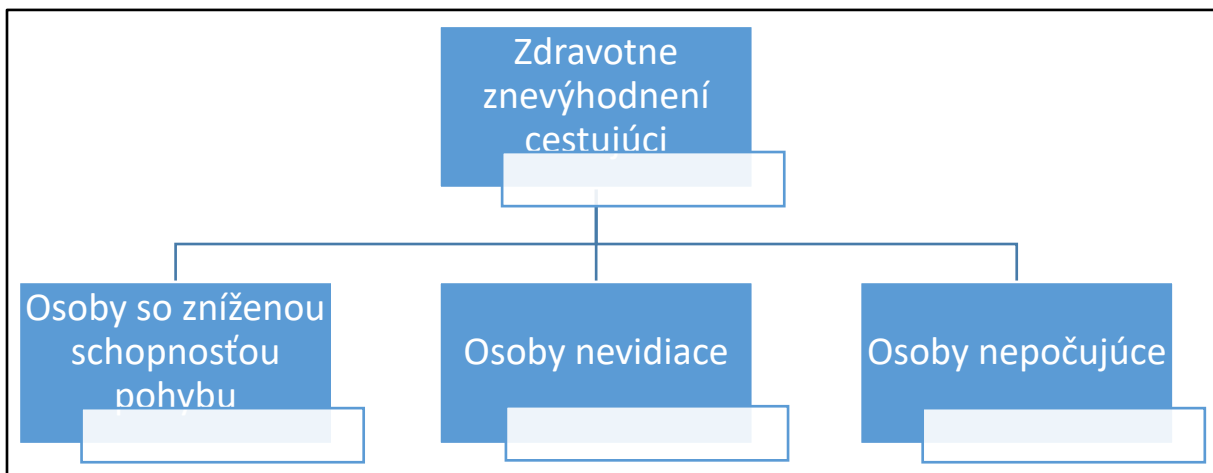 Zdravotne
znevýhodnení
cestujúci
Osoby so zníženou
schopnosťou
pohybu
Osoby nevidiace
Osoby nepočujúce